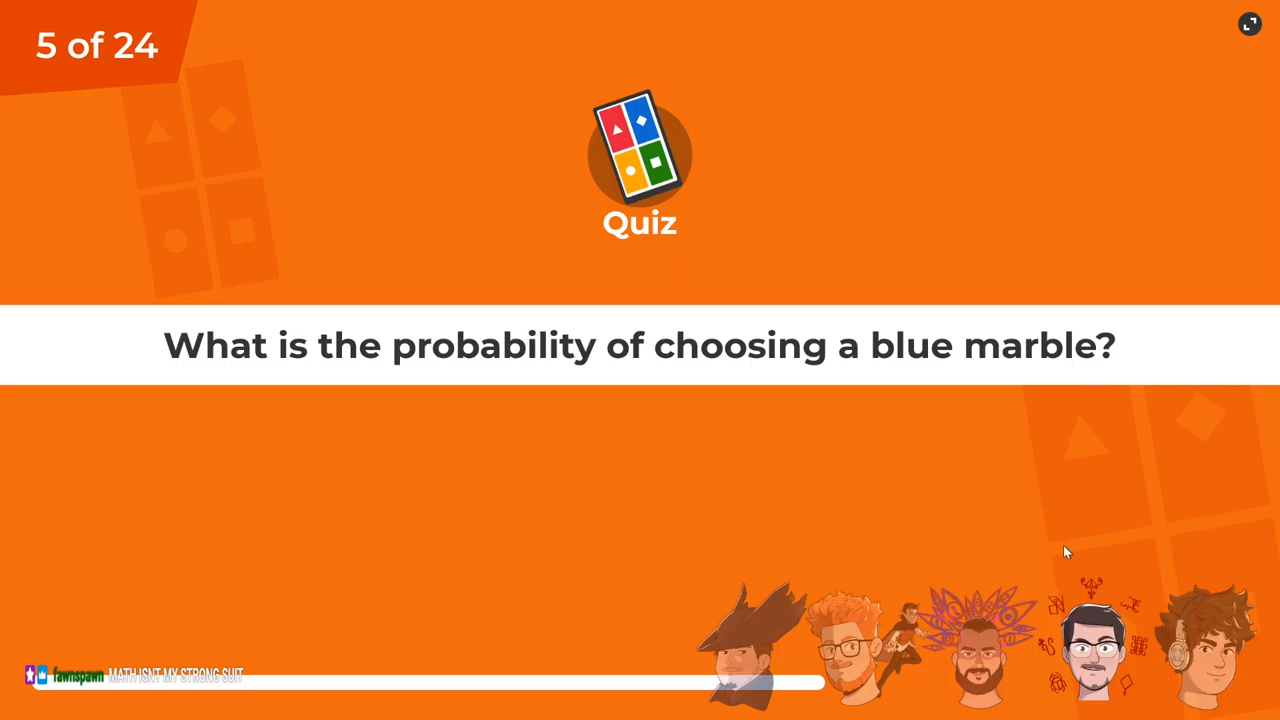 5 of 24
Quiz
What is the probability of choosing a blue marble?
fawnspawn MATH ISNT MY STRONG SUIT